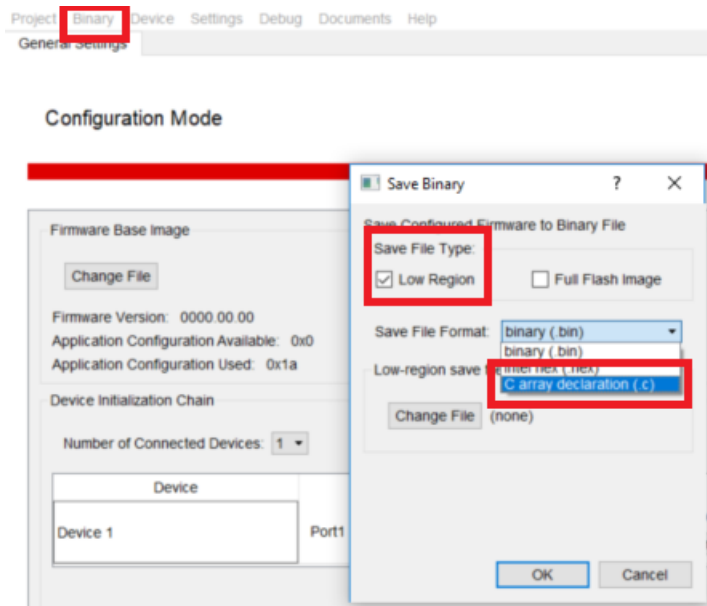 Project Binary Device Settings Debug Documents Help
General Settings
Configuration Mode
Firmware Base Image
Change File
Firmware Version: 0000.00.00
Application Configuration Available: 0x0
Application Configuration Used: 0x1a
Device Initialization Chain
Number of Connected Devices: 1
Device
Device 1
Port1
Save Binary ? X
Save Configured Firmware to Binary File
Save File Type:
Low Region Full Flash Image
Save File Format: binary (.bin)
binary (.bin)
Intel hex (.hex)
Low-region save
C array declaration (.c)
Change File (none)
OK Cancel